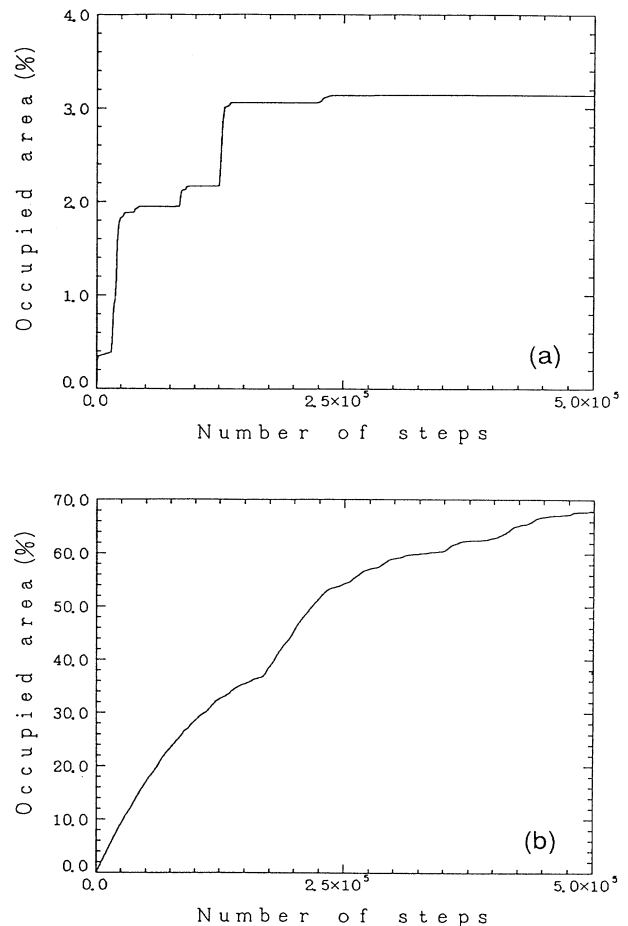 4.0
3.0
2.0
1.0
0.0
Occupied area (%)
(a)
0.0 2.5×10⁵ 5.0×10⁵
Number of steps
70.0
60.0
50.0
40.0
30.0
20.0
10.0
0.0
Occupied area (%)
(b)
0.0 2.5×10⁵ 5.0×10⁵
Number of steps